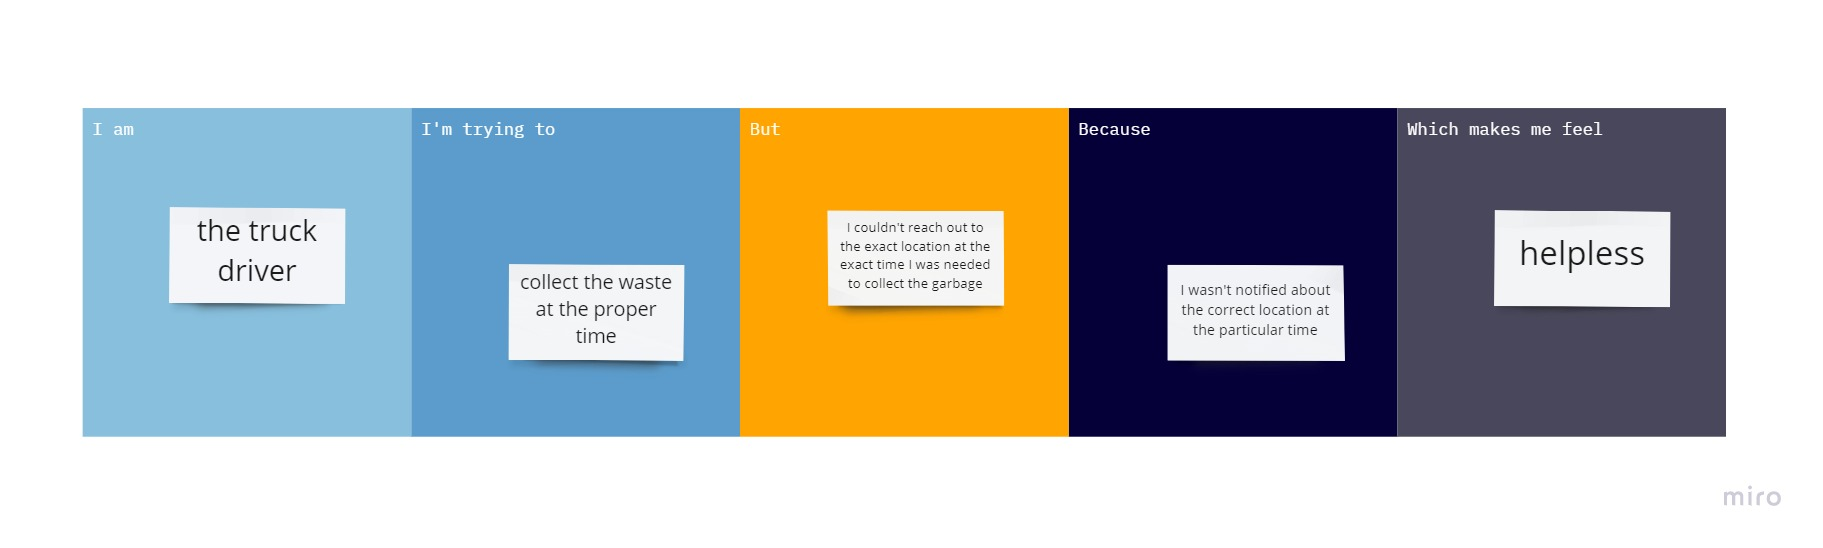 I am
the truck
driver
I'm trying to
collect the waste
at the proper
time
But
I couldn't reach out to
the exact location at the
exact time I was needed
to collect the garbage
Because
I wasn't notified about
the correct location at
the particular time
Which makes me feel
helpless
miro